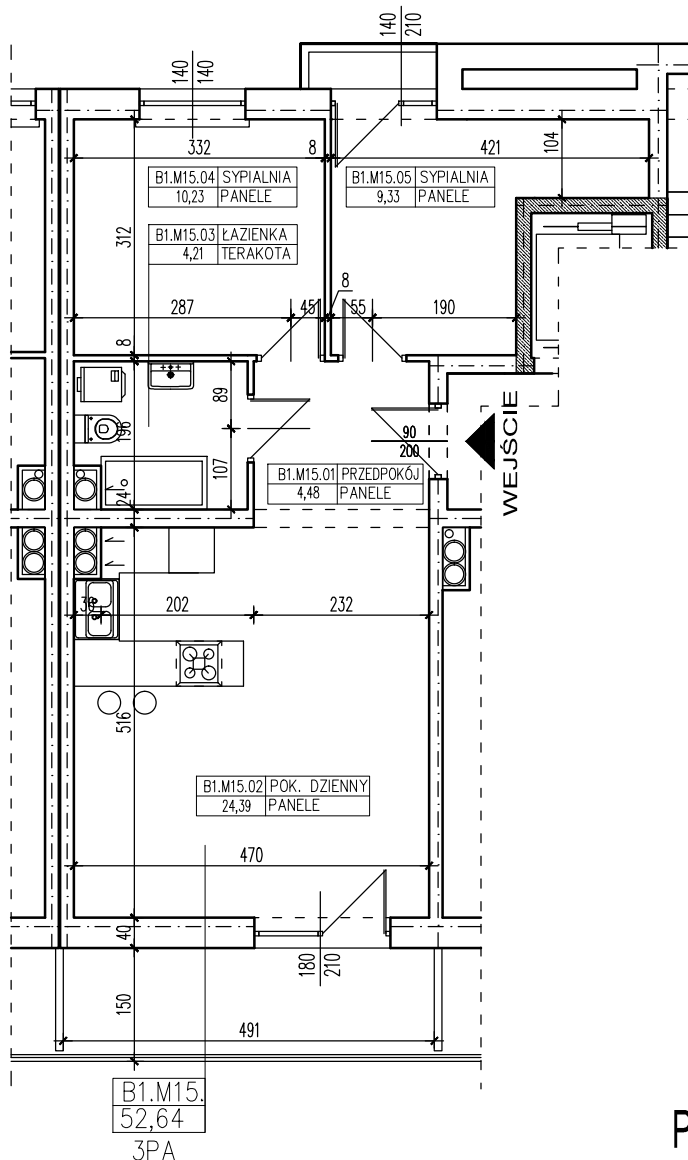 140
210
140
140
332
8
421
104
B1.M15.04 SYPIALNIA
10,23 PANELE
B1.M15.05 SYPIALNIA
9,33 PANELE
312
B1.M15.03 ŁAZIENKA
4,21 TERAKOTA
8
287
45
55
190
8
89
196
90
200
WEJŚCIE
107
B1.M15.01 PRZEDPOKÓJ
4,48 PANELE
24
38
202
232
516
B1.M15.02 POK. DZIENNY
24,39 PANELE
470
40
180
210
150
491
B1.M15.
52,64
3PA
P